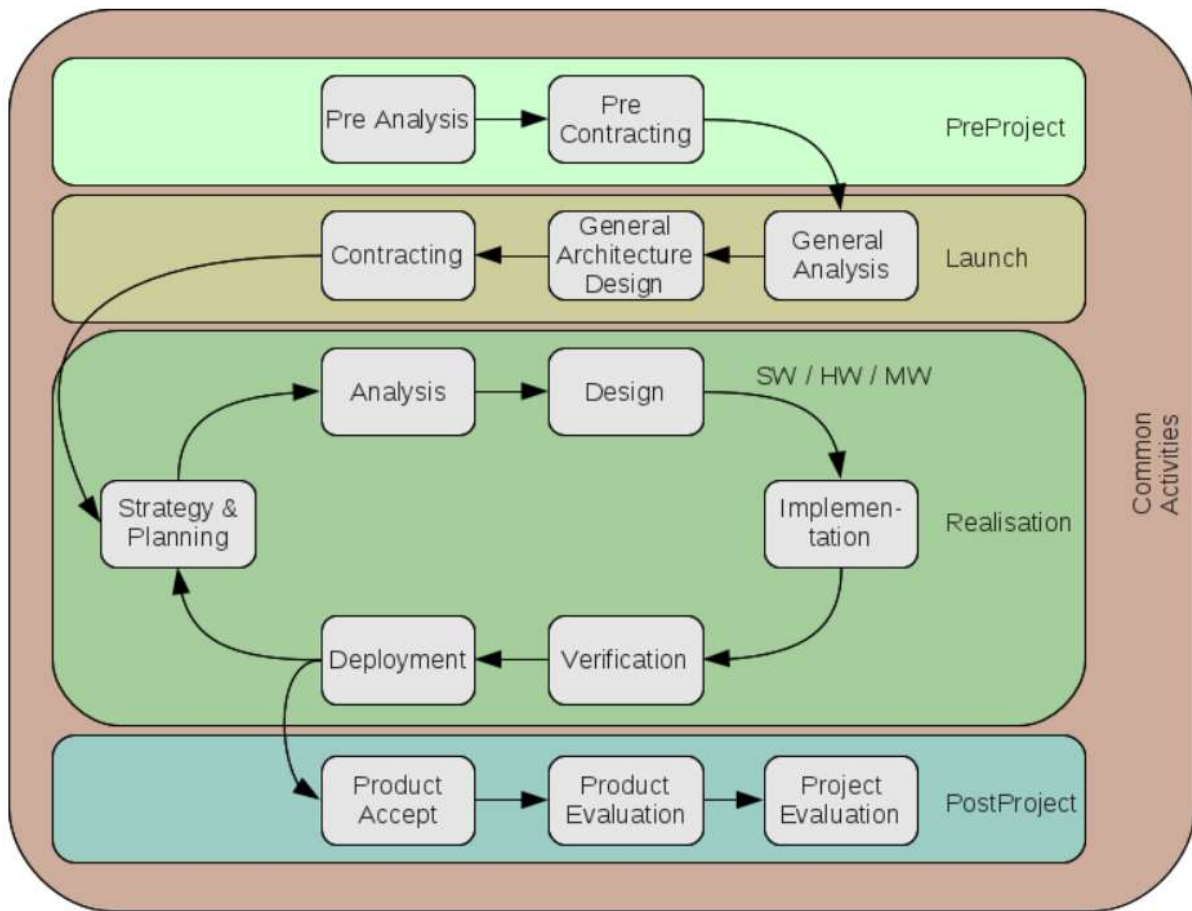 Pre Analysis
Pre
Contracting
PreProject
Contracting
General
Architecture
Design
General
Analysis
Launch
Analysis
Design
SW / HW / MW
Strategy &
Planning
Implemen-
tation
Realisation
Deployment
Verification
Product
Accept
Product
Evaluation
Project
Evaluation
PostProject
Common
Activities